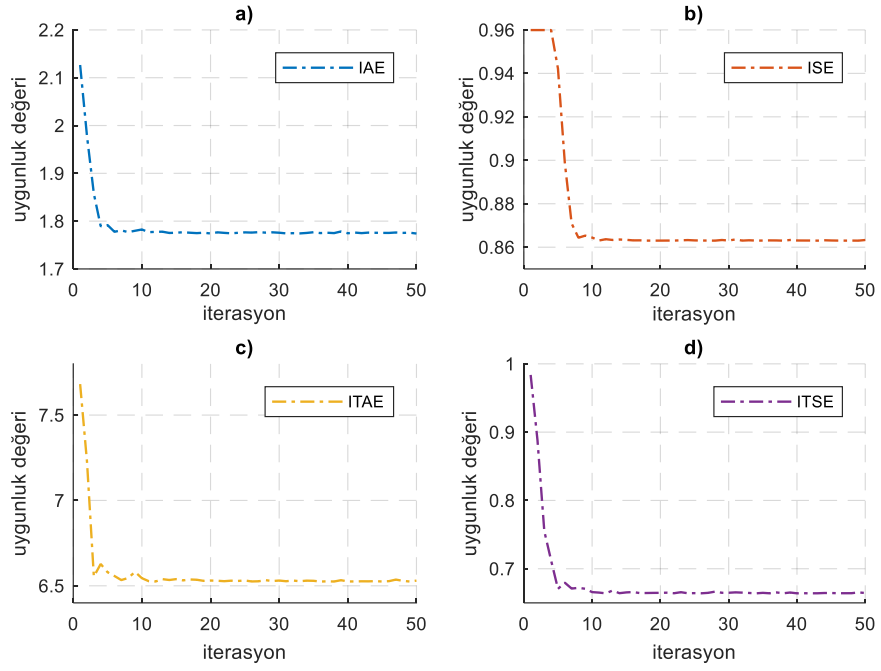 a)
2.2
2.1
2
1.9
1.8
1.7
uygunluk değeri
IAE
0 10 20 30 40 50
iterasyon
b)
0.96
0.94
0.92
0.9
0.88
0.86
uygunluk değeri
ISE
0 10 20 30 40 50
iterasyon
c)
7.5
7
6.5
uygunluk değeri
ITAE
0 10 20 30 40 50
iterasyon
d)
1
0.9
0.8
0.7
uygunluk değeri
ITSE
0 10 20 30 40 50
iterasyon